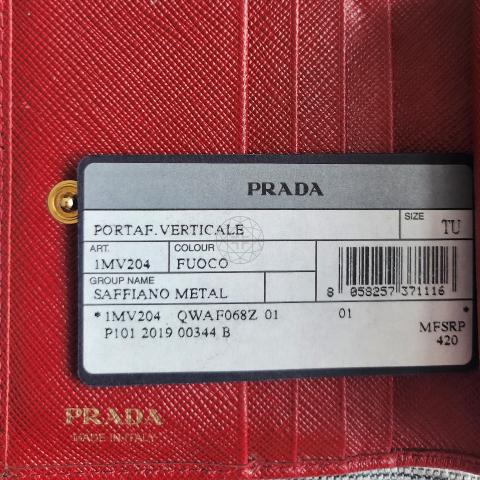 PRADA
SIZE
PORTAF.VERTICALE TU
ART. COLOUR
1MV204 FUOCO
GROUP NAME
SAFFIANO METAL
8 058257 371116
*1MV204 QWAF068Z 01 01 *
P101 2019 00344 B MFSRP
420
PRADA
MADE IN ITALY